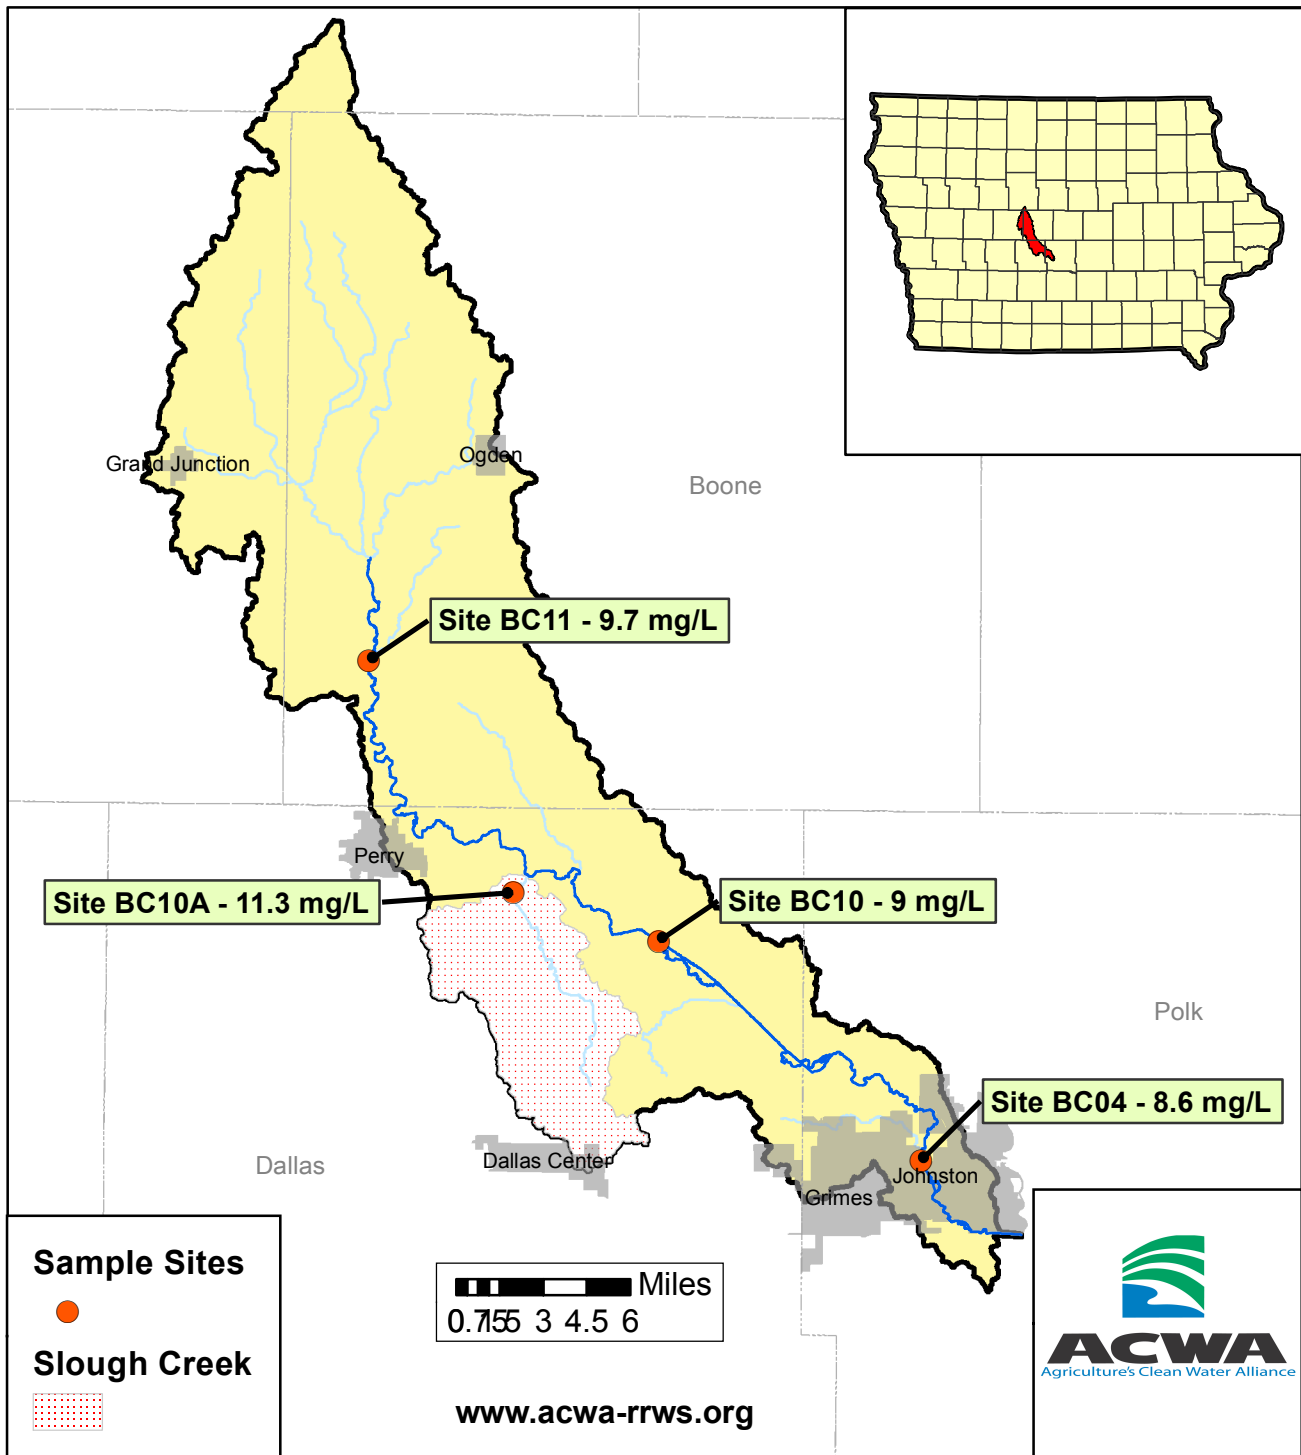 Grand Junction
Ogden
Boone
Site BC11 - 9.7 mg/L
Perry
Site BC10A - 11.3 mg/L
Site BC10 - 9 mg/L
Polk
Site BC04 - 8.6 mg/L
Dallas
Dallas Center
Johnston
Grimes
Sample Sites
Slough Creek
Miles
3 4.5 6
www.acwa-rrws.org
ACWA
Agriculture's Clean Water Alliance